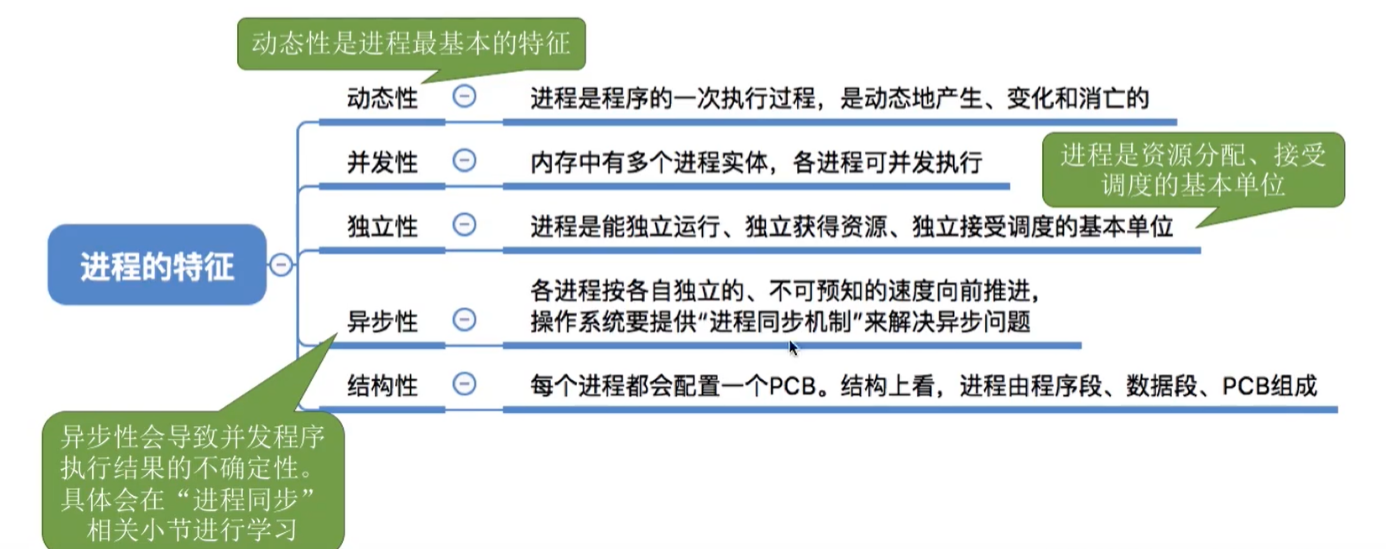 动态性是进程最基本的特征
动态性
进程是程序的一次执行过程，是动态地产生、变化和消亡的
并发性
内存中有多个进程实体，各进程可并发执行
进程是资源分配、接受
调度的基本单位
独立性
进程是能独立运行、独立获得资源、独立接受调度的基本单位
进程的特征
异步性
各进程按各自独立的、不可预知的速度向前推进，
操作系统要提供“进程同步机制”来解决异步问题
结构性
每个进程都会配置一个PCB。结构上看，进程由程序段、数据段、PCB组成
异步性会导致并发程序
执行结果的不确定性。
具体会在“进程同步”
相关小节进行学习